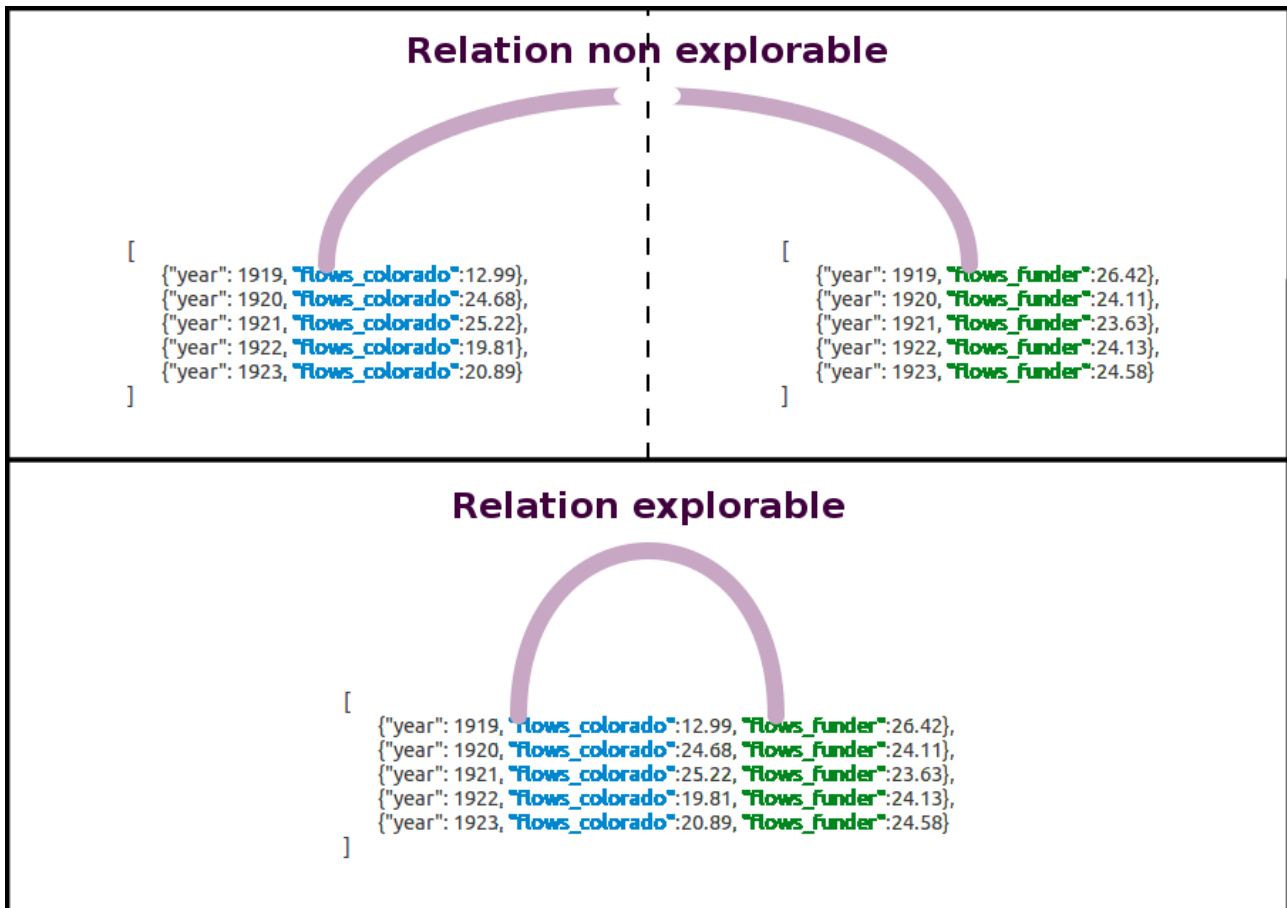 Relation non explorable
[
{"year": 1919, "flows_colorado":12.99},
{"year": 1920, "flows_colorado":24.68},
{"year": 1921, "flows_colorado":25.22},
{"year": 1922, "flows_colorado":19.81},
{"year": 1923, "flows_colorado":20.89}
]
[
{"year": 1919, "flows_funder":26.42},
{"year": 1920, "flows_funder":24.11},
{"year": 1921, "flows_funder":23.63},
{"year": 1922, "flows_funder":24.13},
{"year": 1923, "flows_funder":24.58}
]
Relation explorable
[
{"year": 1919, "flows_colorado":12.99, "flows_funder":26.42},
{"year": 1920, "flows_colorado":24.68, "flows_funder":24.11},
{"year": 1921, "flows_colorado":25.22, "flows_funder":23.63},
{"year": 1922, "flows_colorado":19.81, "flows_funder":24.13},
{"year": 1923, "flows_colorado":20.89, "flows_funder":24.58}
]